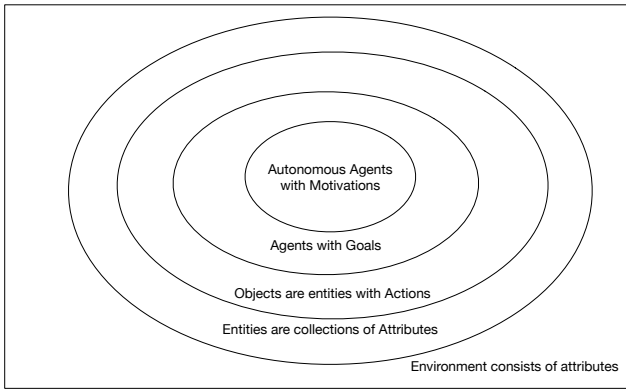 Autonomous Agents
with Motivations
Agents with Goals
Objects are entities with Actions
Entities are collections of Attributes
Environment consists of attributes